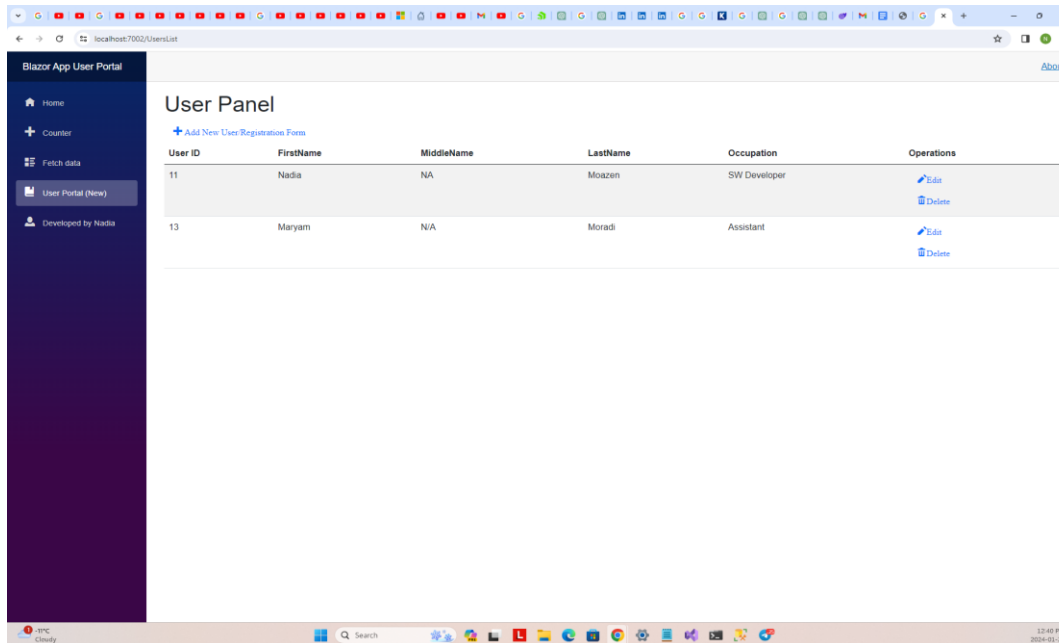 localhost:7002/UsersList
Blazor App User Portal
Home
Counter
Fetch data
User Portal (New)
Developed by Nadia
User Panel
Add New User/Registration Form
User ID FirstName MiddleName LastName Occupation Operations
11 Nadia NA Moazen SW Developer Edit
Delete
13 Maryam N/A Moradi Assistant Edit
Delete
-11°C
Cloudy
Search